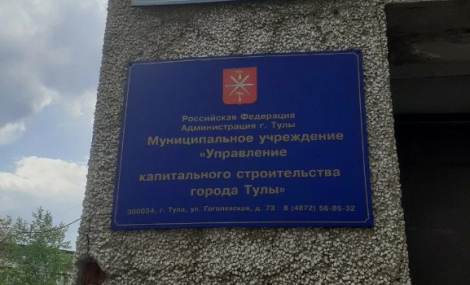 Российская Федерация
Администрация г. Тулы
Муниципальное учреждение
«Управление
капитального строительства
города Тулы»
300034, г. Тула, ул. Гоголевская, д. 73 8 (4872) 56-85-32